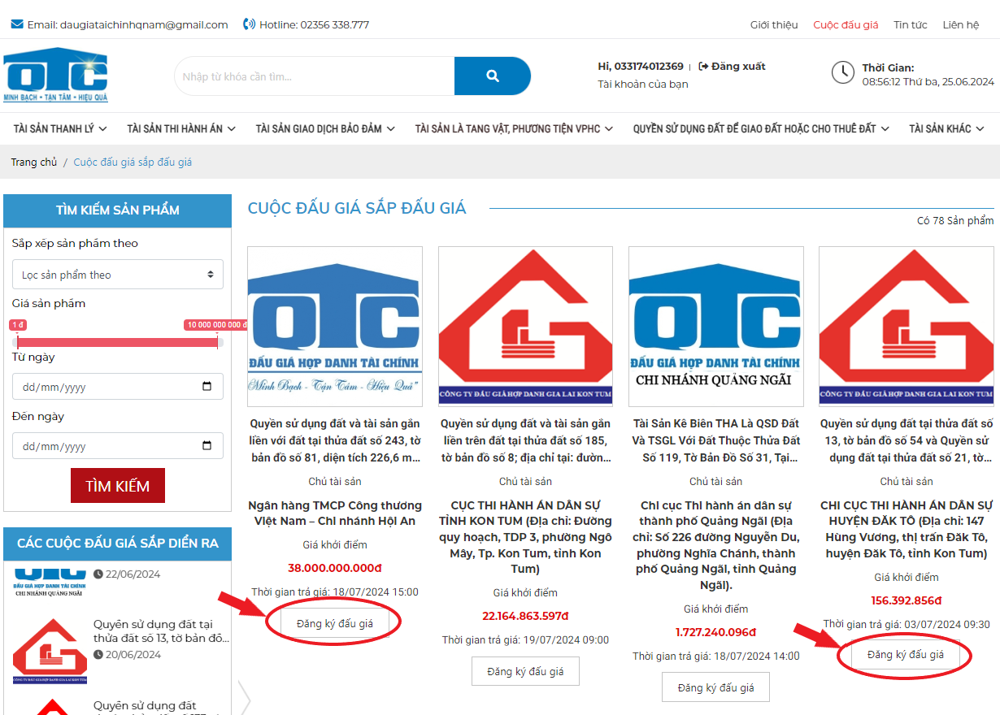 Email: daugiataichinhqnam@gmail.com
Hotline: 02356 338.777
Giới thiệu
Cuộc đấu giá
Tin tức
Liên hệ
QTC
MINH BẠCH • TẬN TÂM • HIỆU QUẢ
Nhập từ khóa cần tìm...
Hi, 033174012369 | Đăng xuất
Tài khoản của bạn
Thời Gian:
08:56:12 Thứ ba, 25.06.2024
TÀI SẢN THANH LÝ
TÀI SẢN THI HÀNH ÁN
TÀI SẢN GIAO DỊCH BẢO ĐẢM
TÀI SẢN LÀ TANG VẬT, PHƯƠNG TIỆN VPHC
QUYỀN SỬ DỤNG ĐẤT ĐỂ GIAO ĐẤT HOẶC CHO THUÊ ĐẤT
TÀI SẢN KHÁC
Trang chủ / Cuộc đấu giá sắp đấu giá
TÌM KIẾM SẢN PHẨM
Sắp xếp sản phẩm theo
Lọc sản phẩm theo
Giá sản phẩm
1 đ
10 000 000 000 đ
Từ ngày
dd/mm/yyyy
Đến ngày
dd/mm/yyyy
TÌM KIẾM
CÁC CUỘC ĐẤU GIÁ SẮP DIỄN RA
QTC
ĐẤU GIÁ HỢP DANH TÀI CHÍNH
CHI NHÁNH QUẢNG NGÃI
22/06/2024
CÔNG TY ĐẤU GIÁ HỢP DANH GIA LAI KON TUM
Quyền sử dụng đất tại
thửa đất số 13, tờ bản đồ...
20/06/2024
Quyền sử dụng đất
CUỘC ĐẤU GIÁ SẮP ĐẤU GIÁ
Có 78 Sản phẩm
QTC
ĐẤU GIÁ HỢP DANH TÀI CHÍNH
Minh Bạch - Tận Tâm - Hiệu Quả"
Quyền sử dụng đất và tài sản gắn
liền với đất tại thửa đất số 243, tờ
bản đồ số 81, diện tích 226,6 m...
Chủ tài sản
Ngân hàng TMCP Công thương
Việt Nam – Chi nhánh Hội An
Giá khởi điểm
38.000.000.000đ
Thời gian trả giá: 18/07/2024 15:00
Đăng ký đấu giá
CÔNG TY ĐẤU GIÁ HỢP DANH GIA LAI KON TUM
Quyền sử dụng đất và tài sản gắn
liền trên đất tại thửa đất số 185,
tờ bản đồ số 8; địa chỉ tại: đườn...
Chủ tài sản
CỤC THI HÀNH ÁN DÂN SỰ
TỈNH KON TUM (Địa chỉ: Đường
quy hoạch, TDP 3, phường Ngô
Mây, Tp. Kon Tum, tỉnh Kon
Tum)
Giá khởi điểm
22.164.863.597đ
Thời gian trả giá: 19/07/2024 09:00
Đăng ký đấu giá
QTC
ĐẤU GIÁ HỢP DANH TÀI CHÍNH
CHI NHÁNH QUẢNG NGÃI
Tài Sản Kê Biên THA Là QSD Đất
Và TSGL Với Đất Thuộc Thửa Đất
Số 119, Tờ Bản Đồ Số 31, Tại...
Chủ tài sản
Chi cục Thi hành án dân sự
thành phố Quảng Ngãi (Địa
chỉ: Số 226 đường Nguyễn Du,
phường Nghĩa Chánh, thành
phố Quảng Ngãi, tỉnh Quảng
Ngãi).
Giá khởi điểm
1.727.240.096đ
Thời gian trả giá: 18/07/2024 14:00
Đăng ký đấu giá
CÔNG TY ĐẤU GIÁ HỢP DANH GIA LAI KON TUM
Quyền sử dụng đất tại thửa đất số
13, tờ bản đồ số 54 và Quyền sử
dụng đất tại thửa đất số 21, tờ...
Chủ tài sản
CHI CỤC THI HÀNH ÁN DÂN SỰ
HUYỆN ĐĂK TÔ (Địa chỉ: 147
Hùng Vương, thị trấn Đăk Tô,
huyện Đăk Tô, tỉnh Kon Tum)
Giá khởi điểm
156.392.856đ
Thời gian trả giá: 03/07/2024 09:30
Đăng ký đấu giá